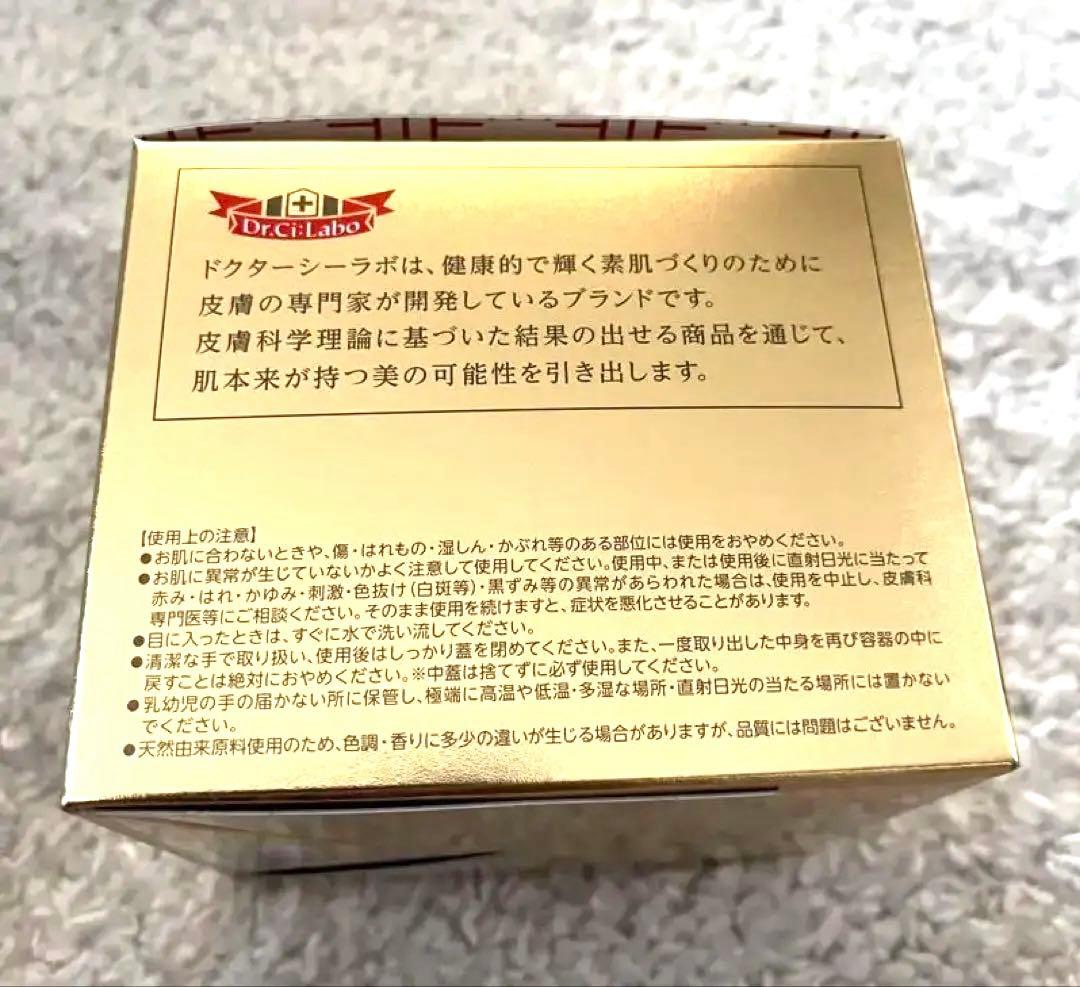 Dr.Ci:Labo
ドクターシーラボは、健康的で輝く素肌づくりのために
皮膚の専門家が開発しているブランドです。
皮膚科学理論に基づいた結果の出せる商品を通じて、
肌本来が持つ美の可能性を引き出します。
【使用上の注意】
●お肌に合わないときや、傷・はれもの・湿しん・かぶれ等のある部位には使用をおやめください。
●お肌に異常が生じていないかよく注意して使用してください。使用中、または使用後に直射日光に当たって
赤み・はれ・かゆみ・刺激・色抜け(白斑等)・黒ずみ等の異常があらわれた場合は、使用を中止し、皮膚科
専門医等にご相談ください。そのまま使用を続けますと、症状を悪化させることがあります。
●目に入ったときは、すぐに水で洗い流してください。
●清潔な手で取り扱い、使用後はしっかり蓋を閉めてください。また、一度取り出した中身を再び容器の中に
戻すことは絶対におやめください。※中蓋は捨てずに必ず使用してください。
●乳幼児の手の届かない所に保管し、極端に高温や低温・多湿な場所・直射日光の当たる場所には置かない
でください。
●天然由来原料使用のため、色調・香りに多少の違いが生じる場合がありますが、品質には問題はございません。